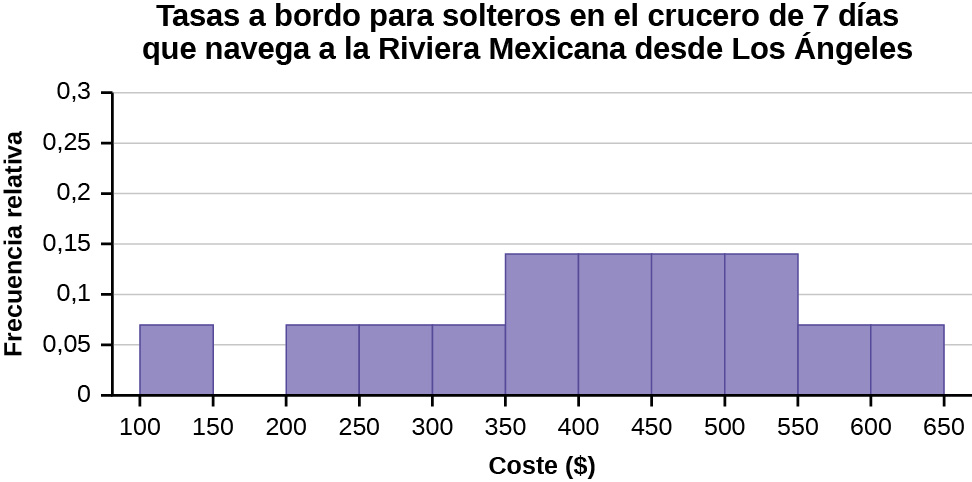 Tasas a bordo para solteros en el crucero de 7 días
que navega a la Riviera Mexicana desde Los Ángeles
Frecuencia relativa
0,3
0,25
0,2
0,15
0,1
0,05
0
100 150 200 250 300 350 400 450 500 550 600 650
Coste ($)